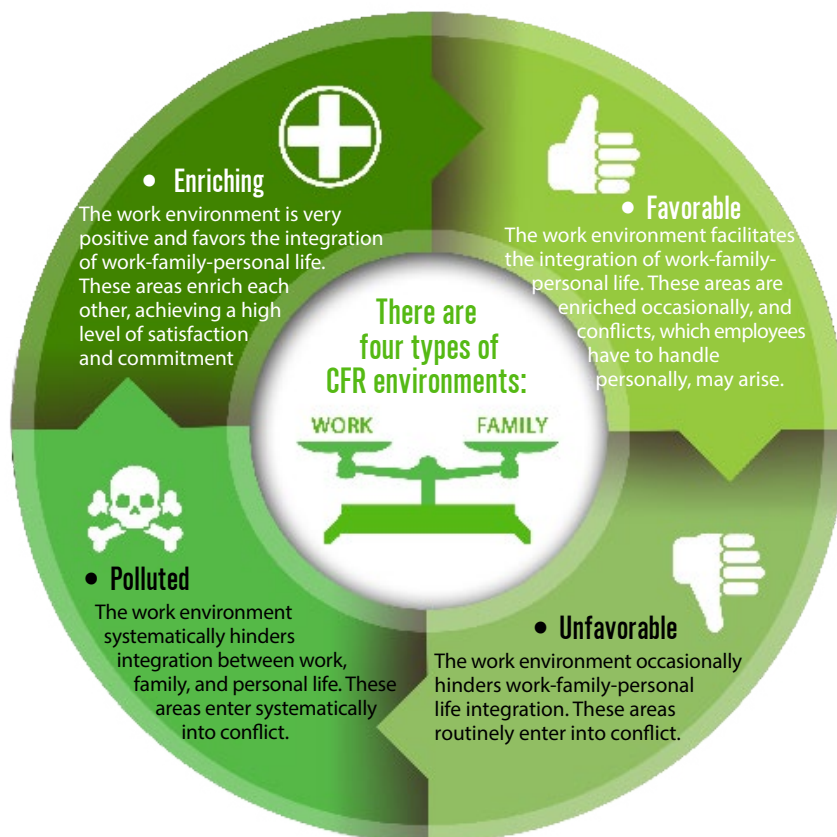 There are
four types of
CFR environments:
WORK
FAMILY
• Enriching
The work environment is very
positive and favors the integration
of work-family-personal life.
These areas enrich each
other, achieving a high
level of satisfaction
and commitment
• Favorable
The work environment facilitates
the integration of work-family-
personal life. These areas are
enriched occasionally, and
conflicts, which employees
have to handle
personally, may arise.
• Unfavorable
The work environment occasionally
hinders work-family-personal
life integration. These areas
routinely enter into conflict.
• Polluted
The work environment
systematically hinders
integration between work,
family, and personal life. These
areas enter systematically
into conflict.